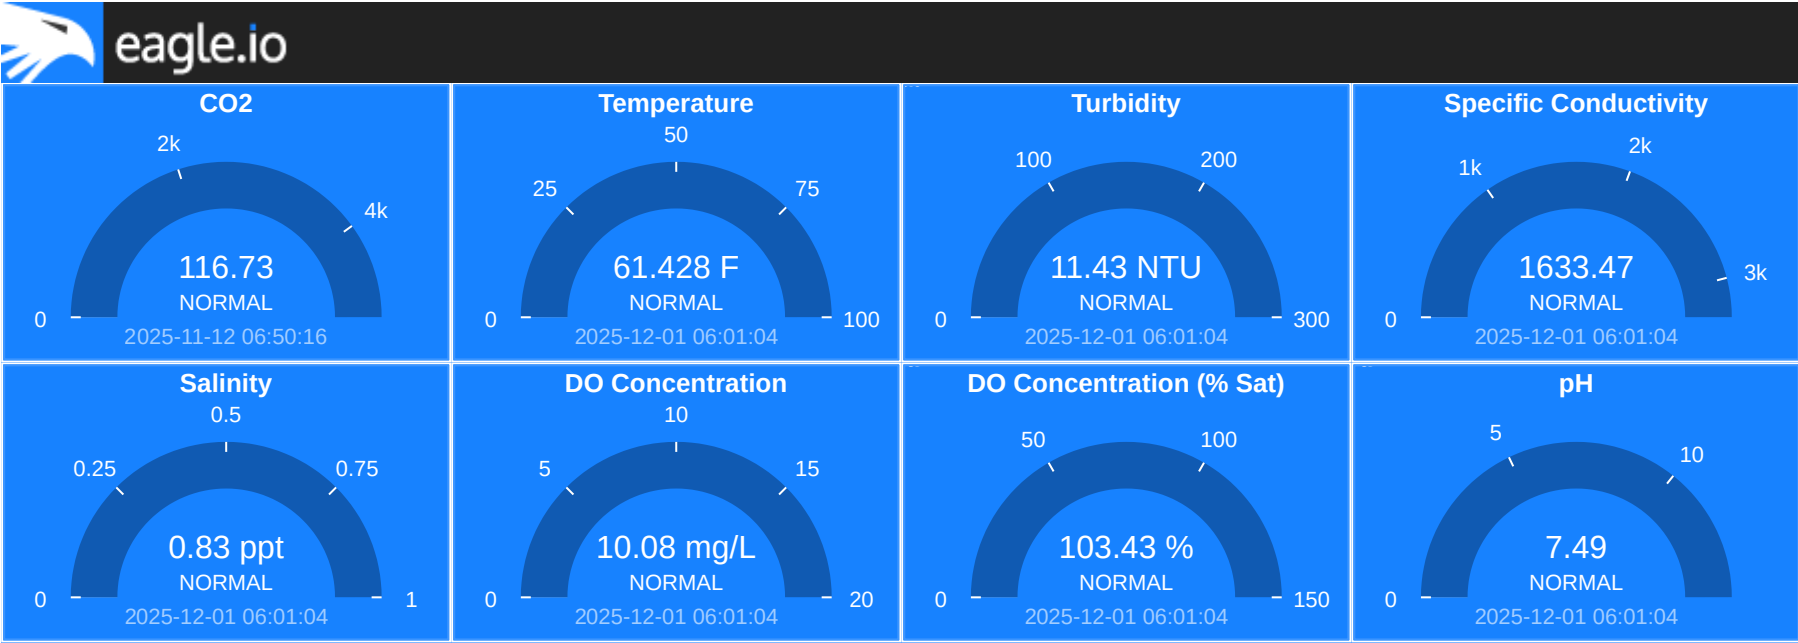 eagle.io
CO2
2k
4k
116.73
NORMAL
0
2025-11-12 06:50:16
Temperature
50
25
75
61.428 F
NORMAL
0
100
2025-12-01 06:01:04
Turbidity
100
200
11.43 NTU
NORMAL
0
300
2025-12-01 06:01:04
Specific Conductivity
2k
1k
1633.47
3k
NORMAL
0
2025-12-01 06:01:04
Salinity
0.5
0.25
0.75
0.83 ppt
NORMAL
0
1
2025-12-01 06:01:04
DO Concentration
10
5
15
10.08 mg/L
NORMAL
0
20
2025-12-01 06:01:04
DO Concentration (% Sat)
50
100
103.43 %
NORMAL
0
150
2025-12-01 06:01:04
pH
5
10
7.49
NORMAL
0
2025-12-01 06:01:04